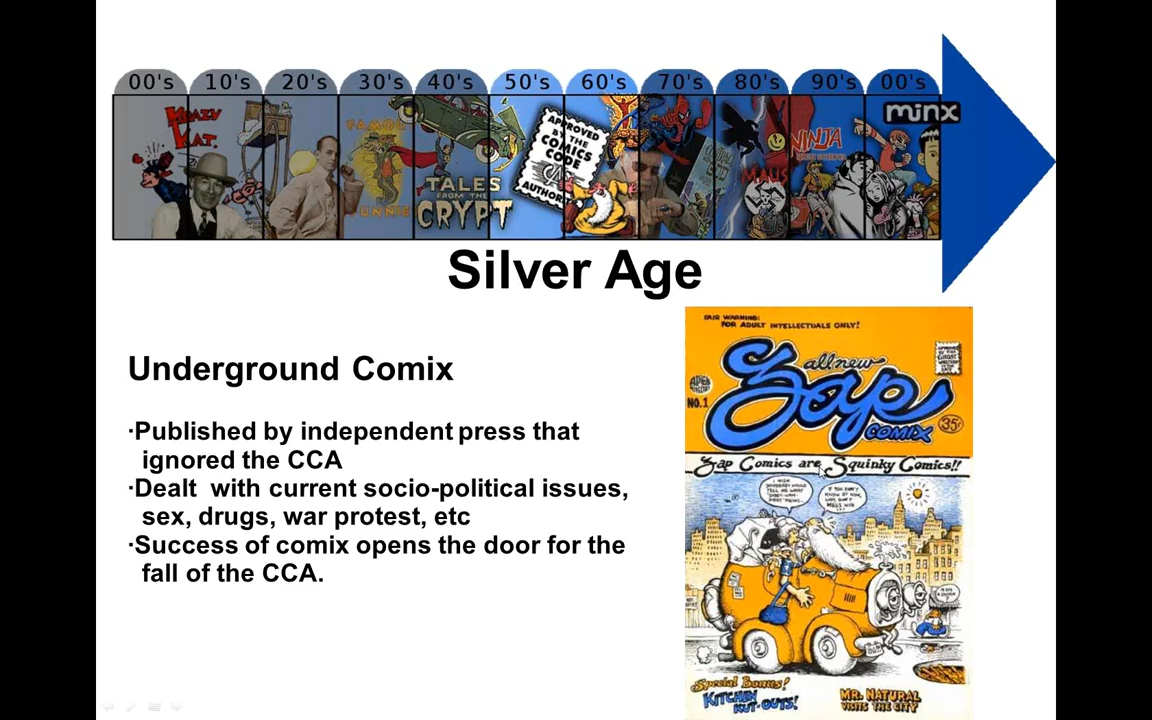 00's 10's 20's 30's 40's 50's 60's 70's 80's 90's 00's
minx
KRAZY
KAT.
APPROVED
BY THE
COMICS
CODE
AUTHORITY
FAMOUS
FUNNIES
TALES
FROM THE
CRYPT
MAUS
NINJA
Silver Age
Underground Comix
·Published by independent press that
ignored the CCA
·Dealt with current socio-political issues,
sex, drugs, war protest, etc
·Success of comix opens the door for the
fall of the CCA.
FAIR WARNING:
FOR ADULT INTELLECTUALS ONLY!
all new
Zap
COMIX
NO.1
35¢
Zap Comics are Squinky Comics!!
Special Bonus!
KITCHEN
KUT-OUTS!
MR. NATURAL
VISITS THE CITY